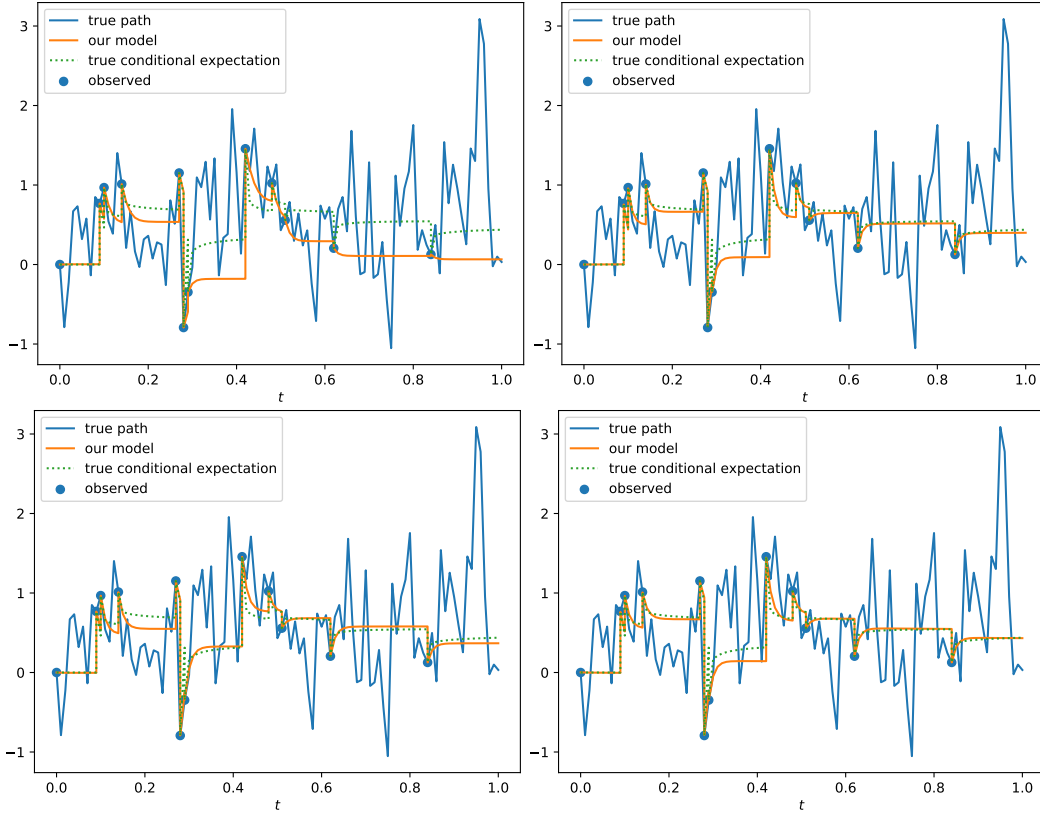 true path
our model
true conditional expectation
observed
3
2
1
0
−1
0.0 0.2 0.4 0.6 0.8 1.0
t
true path
our model
true conditional expectation
observed
3
2
1
0
−1
0.0 0.2 0.4 0.6 0.8 1.0
t
true path
our model
true conditional expectation
observed
3
2
1
0
−1
0.0 0.2 0.4 0.6 0.8 1.0
t
true path
our model
true conditional expectation
observed
3
2
1
0
−1
0.0 0.2 0.4 0.6 0.8 1.0
t